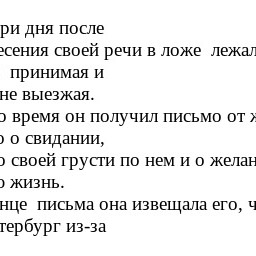 ри дня после
есения своей речи в ложе лежал
принимая и
не выезжая.
о время он получил письмо от ж
о о свидании,
о своей грусти по нем и о желан
ю жизнь.
нце письма она извещала его, ч
тербург из-за